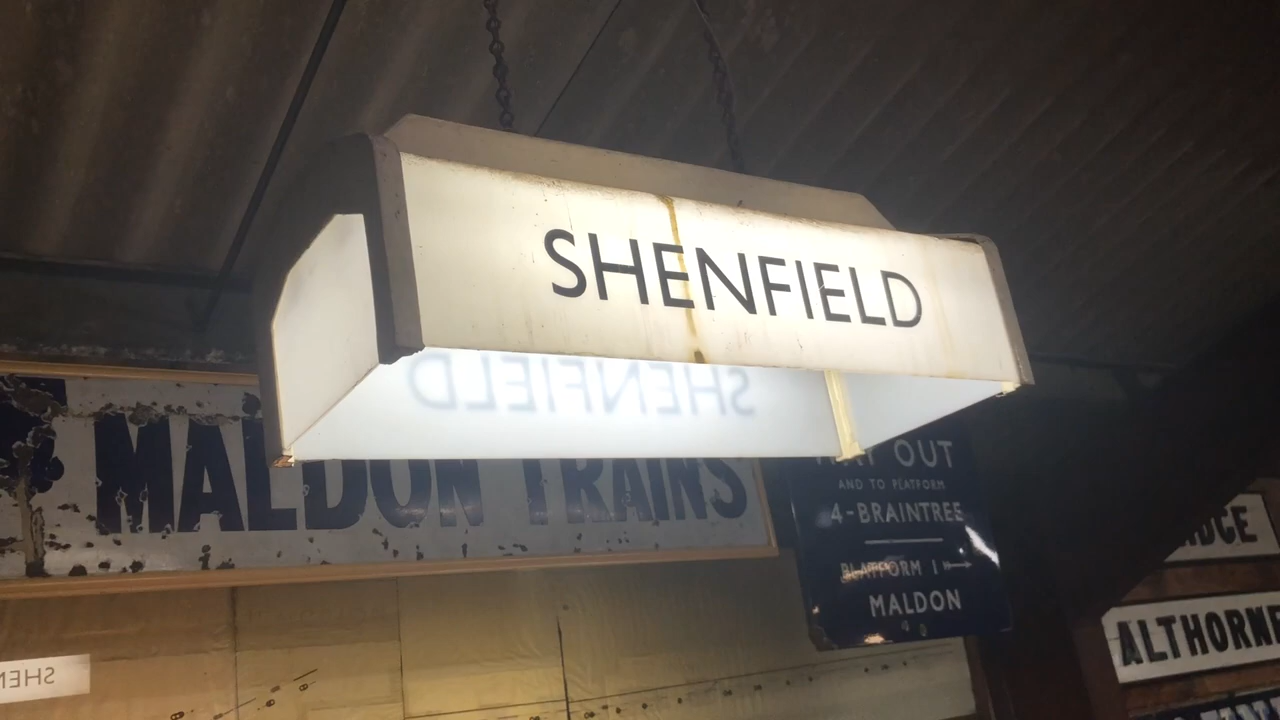 SHENFIELD
SHENFIELD
& MALDON TRAINS
WAY OUT
AND TO PLATFORM
4-BRAINTREE
PLATFORM 1
MALDON
ALTHORNE